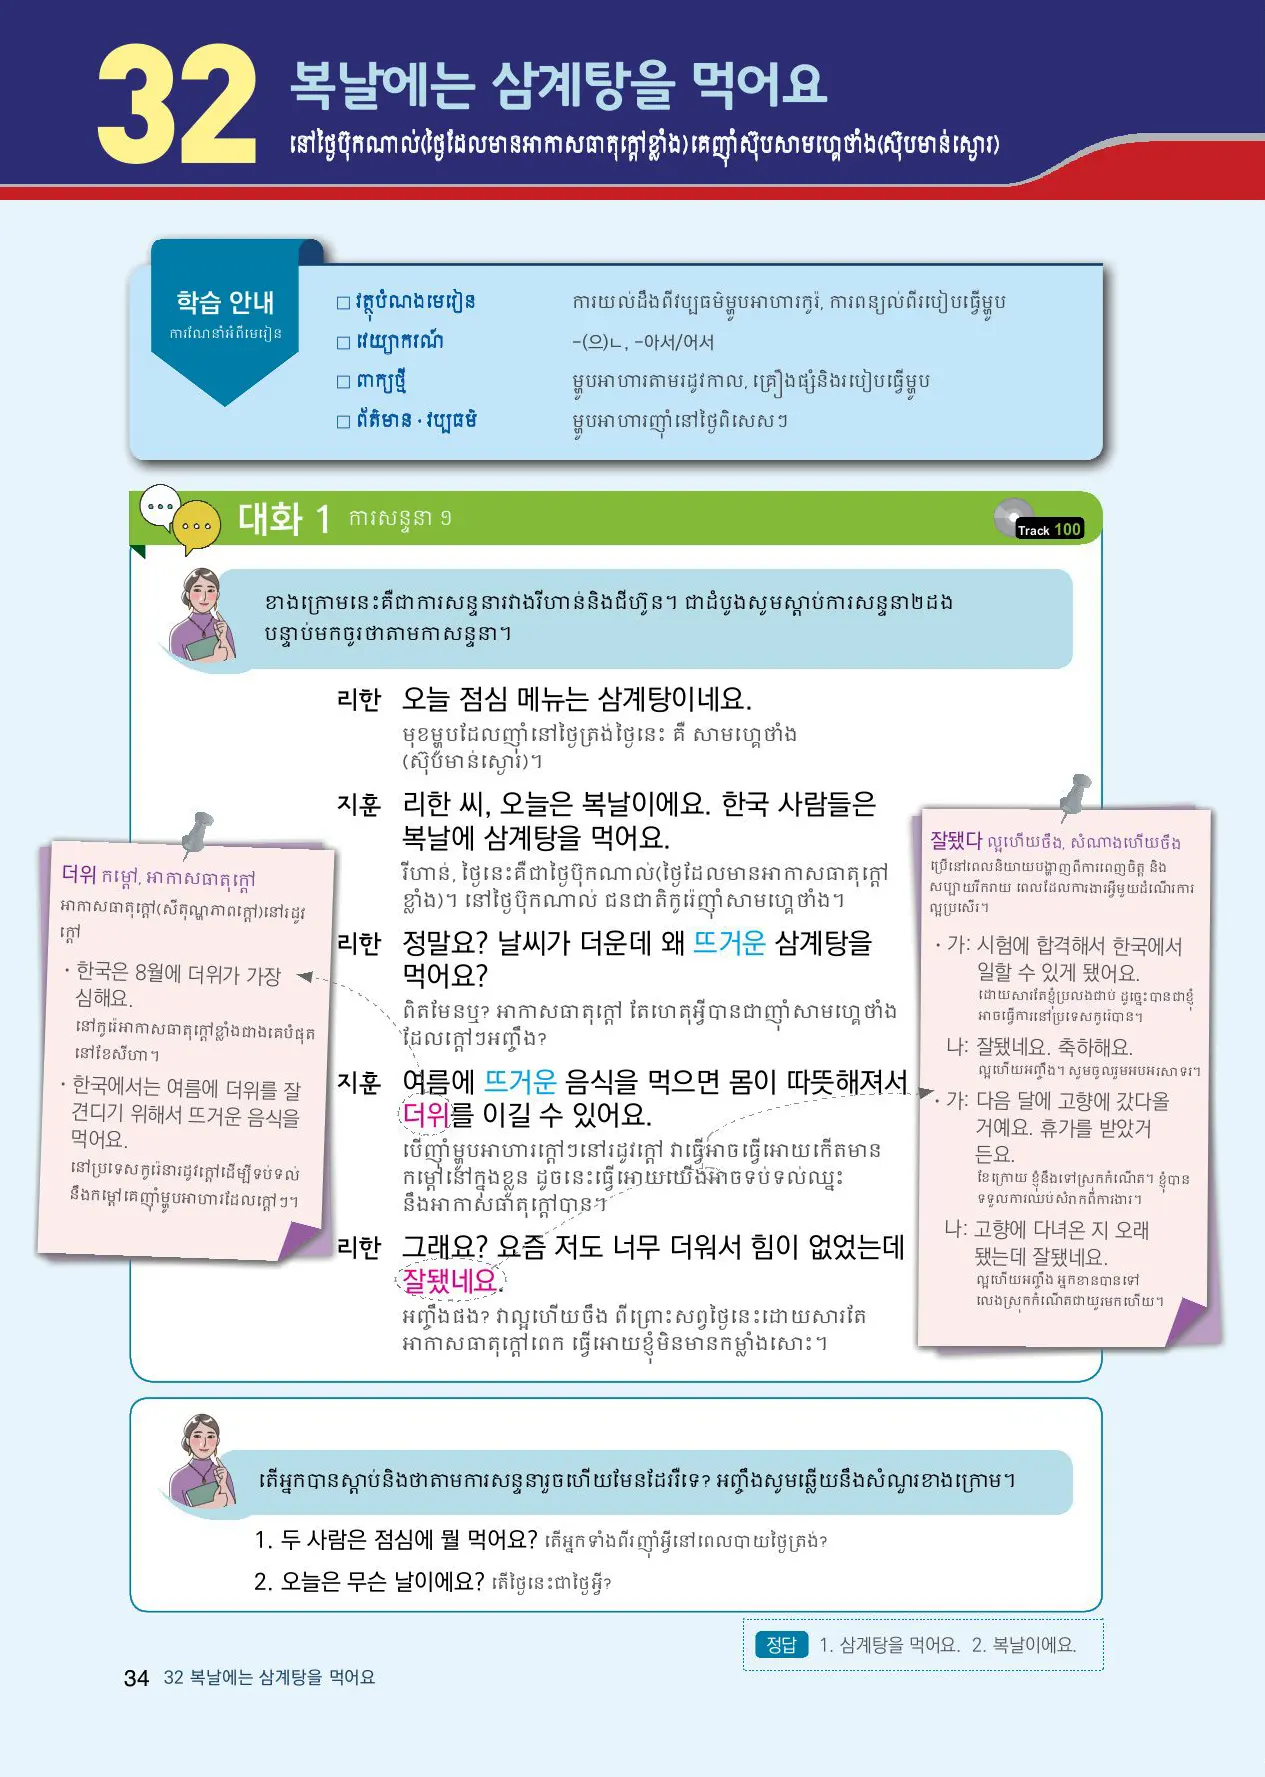 32
복날에는 삼계탕을 먹어요
នៅថ្ងៃប៊ុកណាល់(ថ្ងៃដែលមានអាកាសធាតុក្ដៅខ្លាំង)គេញ៉ាំស៊ុបសាមហ្គេថាំង(ស៊ុបមាន់ស្ងោរ)
학습 안내
ការណែនាំអំពីមេរៀន
□ វត្ថុបំណងមេរៀន ការយល់ដឹងពីវប្បធម៌ម្ហូបអាហារកូរ៉េ, ការពន្យល់ពីរបៀបធ្វើម្ហូប
□ វេយ្យាករណ៍ -(으)ㄴ, -아서/어서
□ ពាក្យថ្មី ម្ហូបអាហារតាមរដូវកាល, គ្រឿងផ្សំនិងរបៀបធ្វើម្ហូប
□ ព័ត៌មាន · វប្បធម៌ ម្ហូបអាហារញ៉ាំនៅថ្ងៃពិសេសៗ
대화 1 ការសន្ទនា ១
Track 100
ខាងក្រោមនេះគឺជាការសន្ទនារវាងរីហាន់និងជីហ៊ូន។ ជាដំបូងសូមស្ដាប់ការសន្ទនា២ដង
បន្ទាប់មកចូរថាតាមកាសន្ទនា។
리한 오늘 점심 메뉴는 삼계탕이네요.
មុខម្ហូបដែលញ៉ាំនៅថ្ងៃត្រង់ថ្ងៃនេះ គឺ សាមហ្គេថាំង
(ស៊ុបមាន់ស្ងោរ)។
지훈 리한 씨, 오늘은 복날이에요. 한국 사람들은
복날에 삼계탕을 먹어요.
រីហាន់, ថ្ងៃនេះគឺជាថ្ងៃប៊ុកណាល់(ថ្ងៃដែលមានអាកាសធាតុក្ដៅ
ខ្លាំង)។ នៅថ្ងៃប៊ុកណាល់ ជនជាតិកូរ៉េញ៉ាំសាមហ្គេថាំង។
리한 정말요? 날씨가 더운데 왜 뜨거운 삼계탕을
먹어요?
ពិតមែនឬ? អាកាសធាតុក្ដៅ តែហេតុអ្វីបានជាញ៉ាំសាមហ្គេថាំង
ដែលក្ដៅៗអញ្ចឹង?
지훈 여름에 뜨거운 음식을 먹으면 몸이 따뜻해져서
더위를 이길 수 있어요.
បើញ៉ាំម្ហូបអាហារក្ដៅៗនៅរដូវក្ដៅ វាធ្វើអាចធ្វើអោយកើតមាន
កម្ដៅនៅក្នុងខ្លួន ដូចនេះធ្វើអោយយើងអាចទប់ទល់ឈ្នះ
នឹងអាកាសធាតុក្ដៅបាន។
리한 그래요? 요즘 저도 너무 더워서 힘이 없었는데
잘됐네요.
អញ្ចឹងផង? វាល្អហើយចឹង ពីព្រោះសព្វថ្ងៃនេះដោយសារតែ
អាកាសធាតុក្ដៅពេក ធ្វើអោយខ្ញុំមិនមានកម្លាំងសោះ។
더위 កម្ដៅ, អាកាសធាតុក្ដៅ
អាកាសធាតុក្ដៅ(សីតុណ្ហភាពក្ដៅ)នៅរដូវ
ក្ដៅ
· 한국은 8월에 더위가 가장
심해요.
នៅកូរ៉េអាកាសធាតុក្ដៅខ្លាំងជាងគេបំផុត
នៅខែសីហា។
· 한국에서는 여름에 더위를 잘
견디기 위해서 뜨거운 음식을
먹어요.
នៅប្រទេសកូរ៉េនារដូវក្ដៅដើម្បីទប់ទល់
នឹងកម្ដៅគេញ៉ាំម្ហូបអាហារដែលក្ដៅៗ។
잘됐다 ល្អហើយចឹង, សំណាងហើយចឹង
ប្រើនៅពេលនិយាយបង្ហាញពីការពេញចិត្ត និង
សប្បាយរីករាយ ពេលដែលការងារអ្វីមួយដំណើរការ
ល្អប្រសើរ។
· 가: 시험에 합격해서 한국에서
일할 수 있게 됐어요.
ដោយសារតែខ្ញុំប្រលងជាប់ ដូច្នេះបានជាខ្ញុំ
អាចធ្វើការនៅប្រទេសកូរ៉េបាន។
나: 잘됐네요. 축하해요.
ល្អហើយអញ្ចឹង។ សូមចូលរួមអបអរសាទរ។
· 가: 다음 달에 고향에 갔다올
거예요. 휴가를 받았거
든요.
ខែក្រោយ ខ្ញុំនឹងទៅស្រុកកំណើត។ ខ្ញុំបាន
ទទួលការឈប់សំរាកពីការងារ។
나: 고향에 다녀온 지 오래
됐는데 잘됐네요.
ល្អហើយអញ្ចឹង អ្នកខានបានទៅ
លេងស្រុកកំណើតជាយូរមកហើយ។
តើអ្នកបានស្ដាប់និងថាតាមការសន្ទនារួចហើយមែនដែររឺទេ? អញ្ចឹងសូមឆ្លើយនឹងសំណួរខាងក្រោម។
1. 두 사람은 점심에 뭘 먹어요? តើអ្នកទាំងពីរញ៉ាំអ្វីនៅពេលបាយថ្ងៃត្រង់?
2. 오늘은 무슨 날이에요? តើថ្ងៃនេះជាថ្ងៃអ្វី?
정답 1. 삼계탕을 먹어요. 2. 복날이에요.
34 32 복날에는 삼계탕을 먹어요